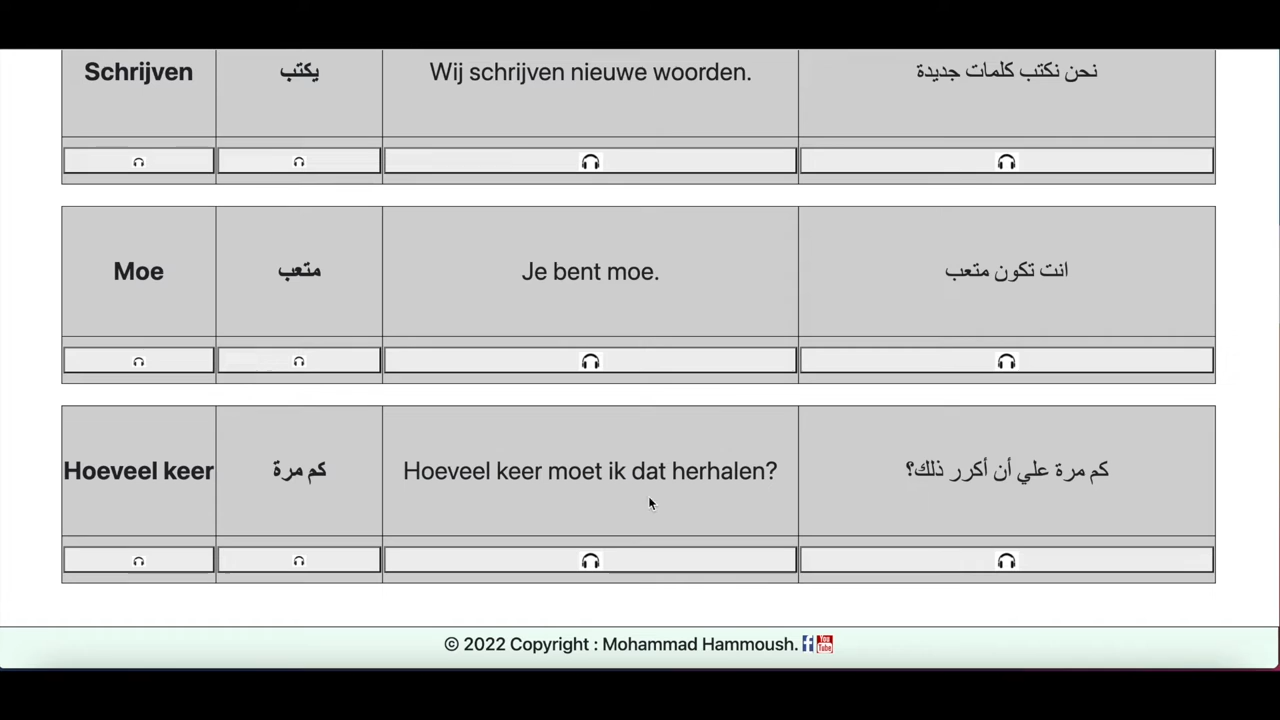 Schrijven
يكتب
Wij schrijven nieuwe woorden.
نحن نكتب كلمات جديدة
Moe
متعب
Je bent moe.
انت تكون متعب
Hoeveel keer
كم مرة
Hoeveel keer moet ik dat herhalen?
كم مرة علي أن أكرر ذلك؟
© 2022 Copyright : Mohammad Hammoush. f You Tube